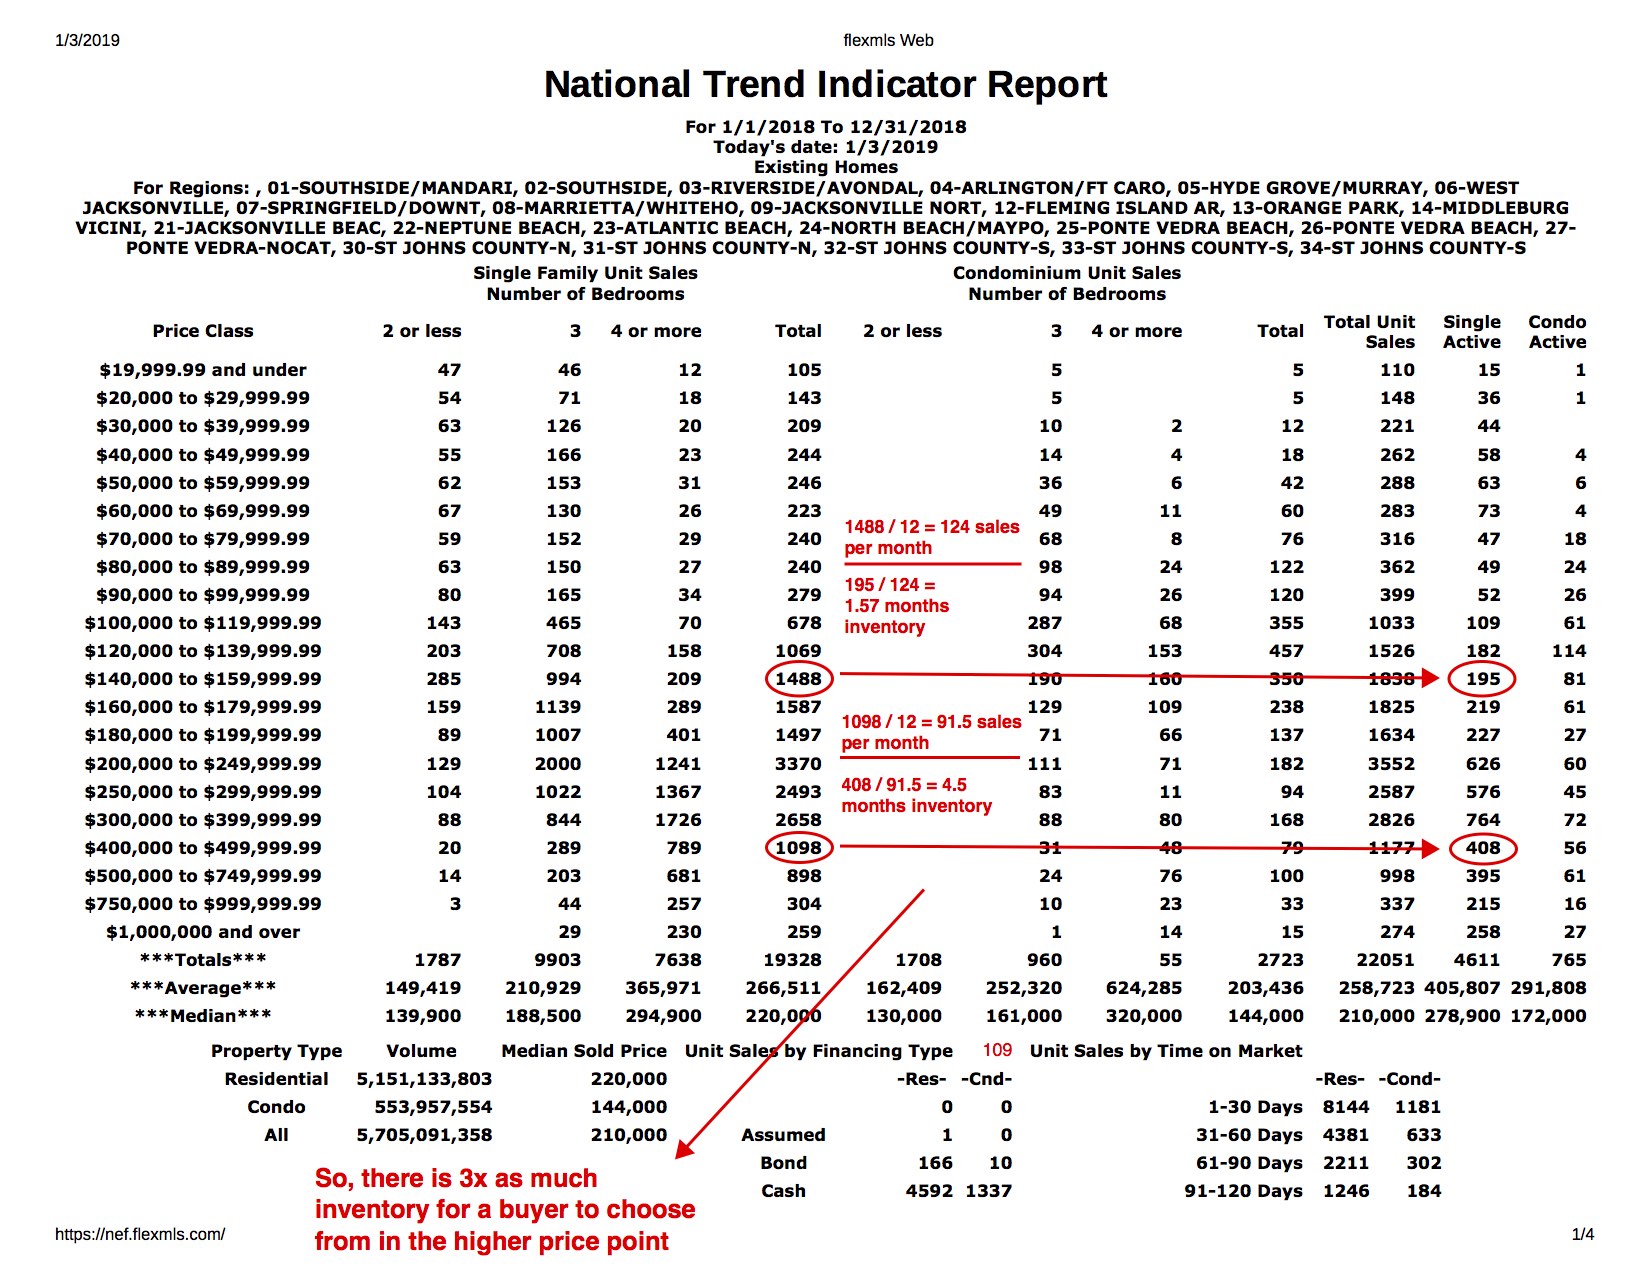 1/3/2019 flexmls Web
National Trend Indicator Report
For 1/1/2018 To 12/31/2018
Today's date: 1/3/2019
Existing Homes
For Regions: , 01-SOUTHSIDE/MANDARI, 02-SOUTHSIDE, 03-RIVERSIDE/AVONDAL, 04-ARLINGTON/FT CARO, 05-HYDE GROVE/MURRAY, 06-WEST
JACKSONVILLE, 07-SPRINGFIELD/DOWNT, 08-MARRIETTA/WHITEHO, 09-JACKSONVILLE NORT, 12-FLEMING ISLAND AR, 13-ORANGE PARK, 14-MIDDLEBURG
VICINI, 21-JACKSONVILLE BEAC, 22-NEPTUNE BEACH, 23-ATLANTIC BEACH, 24-NORTH BEACH/MAYPO, 25-PONTE VEDRA BEACH, 26-PONTE VEDRA BEACH, 27-
PONTE VEDRA-NOCAT, 30-ST JOHNS COUNTY-N, 31-ST JOHNS COUNTY-N, 32-ST JOHNS COUNTY-S, 33-ST JOHNS COUNTY-S, 34-ST JOHNS COUNTY-S
Single Family Unit Sales Condominium Unit Sales
Number of Bedrooms Number of Bedrooms
Price Class 2 or less 3 4 or more Total 2 or less 3 4 or more Total Total Unit Sales Single Active Condo Active
$19,999.99 and under 47 46 12 105 5 5 110 15 1
$20,000 to $29,999.99 54 71 18 143 5 5 148 36 1
$30,000 to $39,999.99 63 126 20 209 10 2 12 221 44
$40,000 to $49,999.99 55 166 23 244 14 4 18 262 58 4
$50,000 to $59,999.99 62 153 31 246 36 6 42 288 63 6
$60,000 to $69,999.99 67 130 26 223 49 11 60 283 73 4
1488 / 12 = 124 sales
per month
$70,000 to $79,999.99 59 152 29 240 68 8 76 316 47 18
$80,000 to $89,999.99 63 150 27 240 98 24 122 362 49 24
195 / 124 =
1.57 months
inventory
$90,000 to $99,999.99 80 165 34 279 94 26 120 399 52 26
$100,000 to $119,999.99 143 465 70 678 287 68 355 1033 109 61
$120,000 to $139,999.99 203 708 158 1069 304 153 457 1526 182 114
$140,000 to $159,999.99 285 994 209 1488 190 160 350 1838 195 81
$160,000 to $179,999.99 159 1139 289 1587 129 109 238 1825 219 61
1098 / 12 = 91.5 sales
per month
$180,000 to $199,999.99 89 1007 401 1497 71 66 137 1634 227 27
$200,000 to $249,999.99 129 2000 1241 3370 111 71 182 3552 626 60
408 / 91.5 = 4.5
months inventory
$250,000 to $299,999.99 104 1022 1367 2493 83 11 94 2587 576 45
$300,000 to $399,999.99 88 844 1726 2658 88 80 168 2826 764 72
$400,000 to $499,999.99 20 289 789 1098 31 48 79 1177 408 56
$500,000 to $749,999.99 14 203 681 898 24 76 100 998 395 61
$750,000 to $999,999.99 3 44 257 304 10 23 33 337 215 16
$1,000,000 and over 29 230 259 1 14 15 274 258 27
***Totals*** 1787 9903 7638 19328 1708 960 55 2723 22051 4611 765
***Average*** 149,419 210,929 365,971 266,511 162,409 252,320 624,285 203,436 258,723 405,807 291,808
***Median*** 139,900 188,500 294,900 220,000 130,000 161,000 320,000 144,000 210,000 278,900 172,000
Property Type Volume Median Sold Price Unit Sales by Financing Type 109 Unit Sales by Time on Market
Residential 5,151,133,803 220,000 -Res- -Cnd- -Res- -Cond-
Condo 553,957,554 144,000 0 0 1-30 Days 8144 1181
All 5,705,091,358 210,000 Assumed 1 0 31-60 Days 4381 633
Bond 166 10 61-90 Days 2211 302
Cash 4592 1337 91-120 Days 1246 184
So, there is 3x as much
inventory for a buyer to choose
from in the higher price point
https://nef.flexmls.com/ 1/4